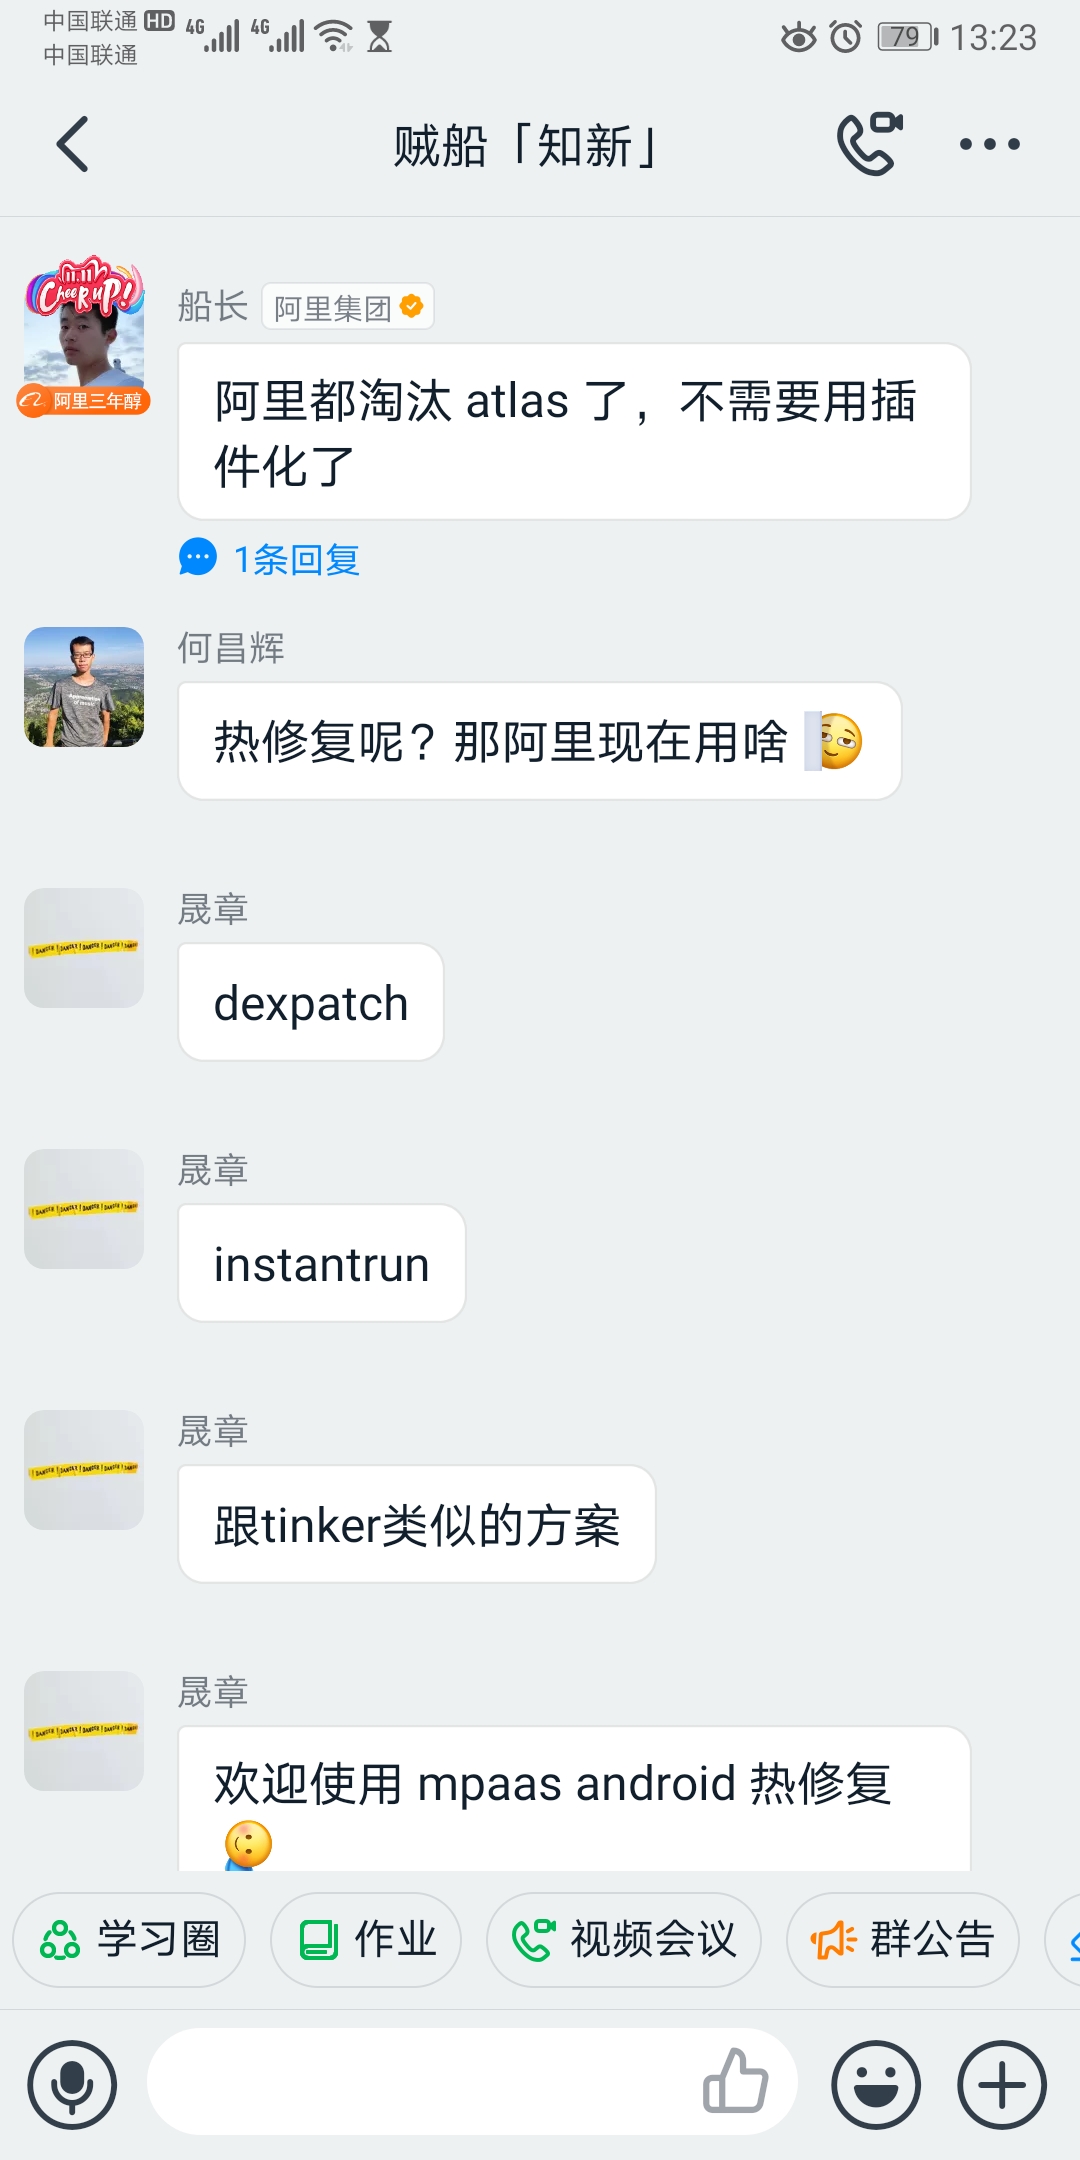 中国联通 HD 4G 4G 79 13:23
中国联通
贼船「知新」
11.11
CheeR uP!
阿里三年醇
船长 阿里集团
阿里都淘汰 atlas 了，不需要用插
件化了
1条回复
何昌辉
热修复呢？那阿里现在用啥
晟章
dexpatch
晟章
instantrun
晟章
跟tinker类似的方案
晟章
欢迎使用 mpaas android 热修复
学习圈 作业 视频会议 群公告